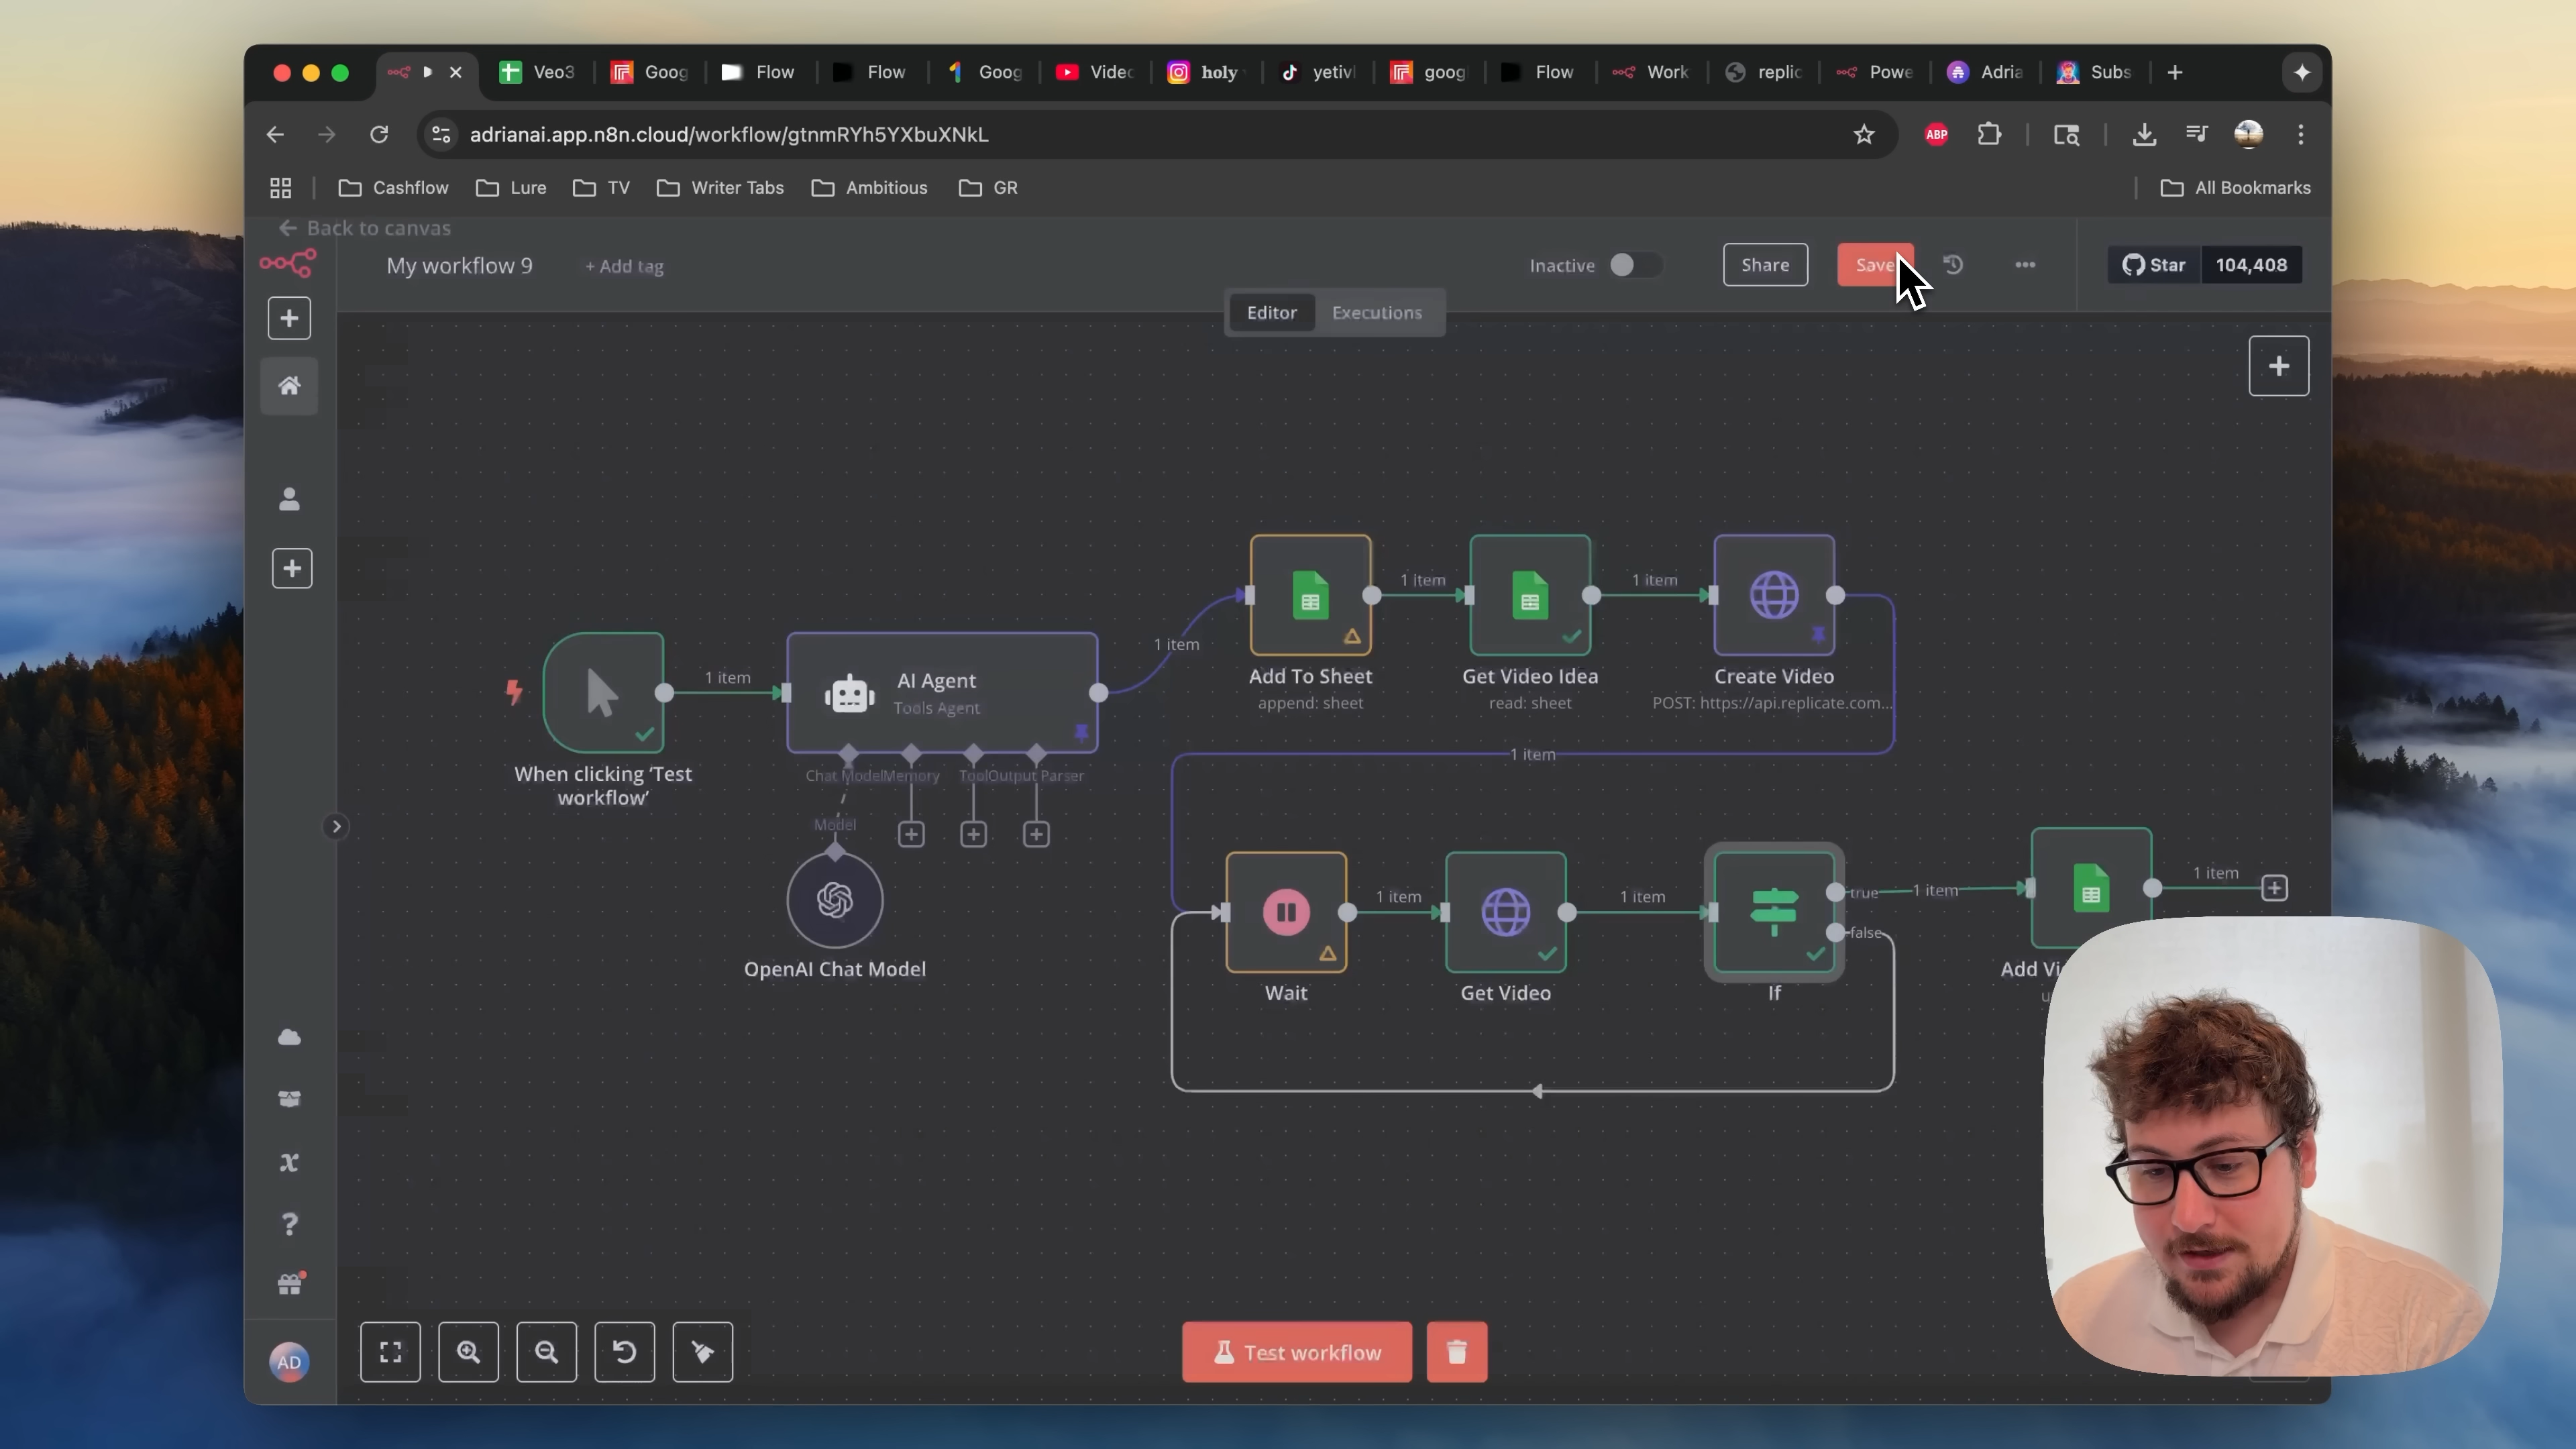 Veo3
Goog
Flow
Flow
Goog
Videc
holy
yetivl
goog
Flow
Work
replic
Powe
Adria
Subs
adrianai.app.n8n.cloud/workflow/gtnmRYh5YXbuXNkL
ABP
Cashflow
Lure
TV
Writer Tabs
Ambitious
GR
All Bookmarks
Back to canvas
My workflow 9
+ Add tag
Inactive
Share
Save
Star
104,408
Editor
Executions
1 item
1 item
1 item
Add To Sheet
append: sheet
Get Video Idea
read: sheet
Create Video
POST: https://api.replicate.com...
1 item
When clicking ‘Test
workflow’
AI Agent
Tools Agent
Chat Model
Memory
Tool
Output Parser
Model
OpenAI Chat Model
1 item
1 item
1 item
true
1 item
false
1 item
Wait
Get Video
If
Add Vi
AD
Test workflow